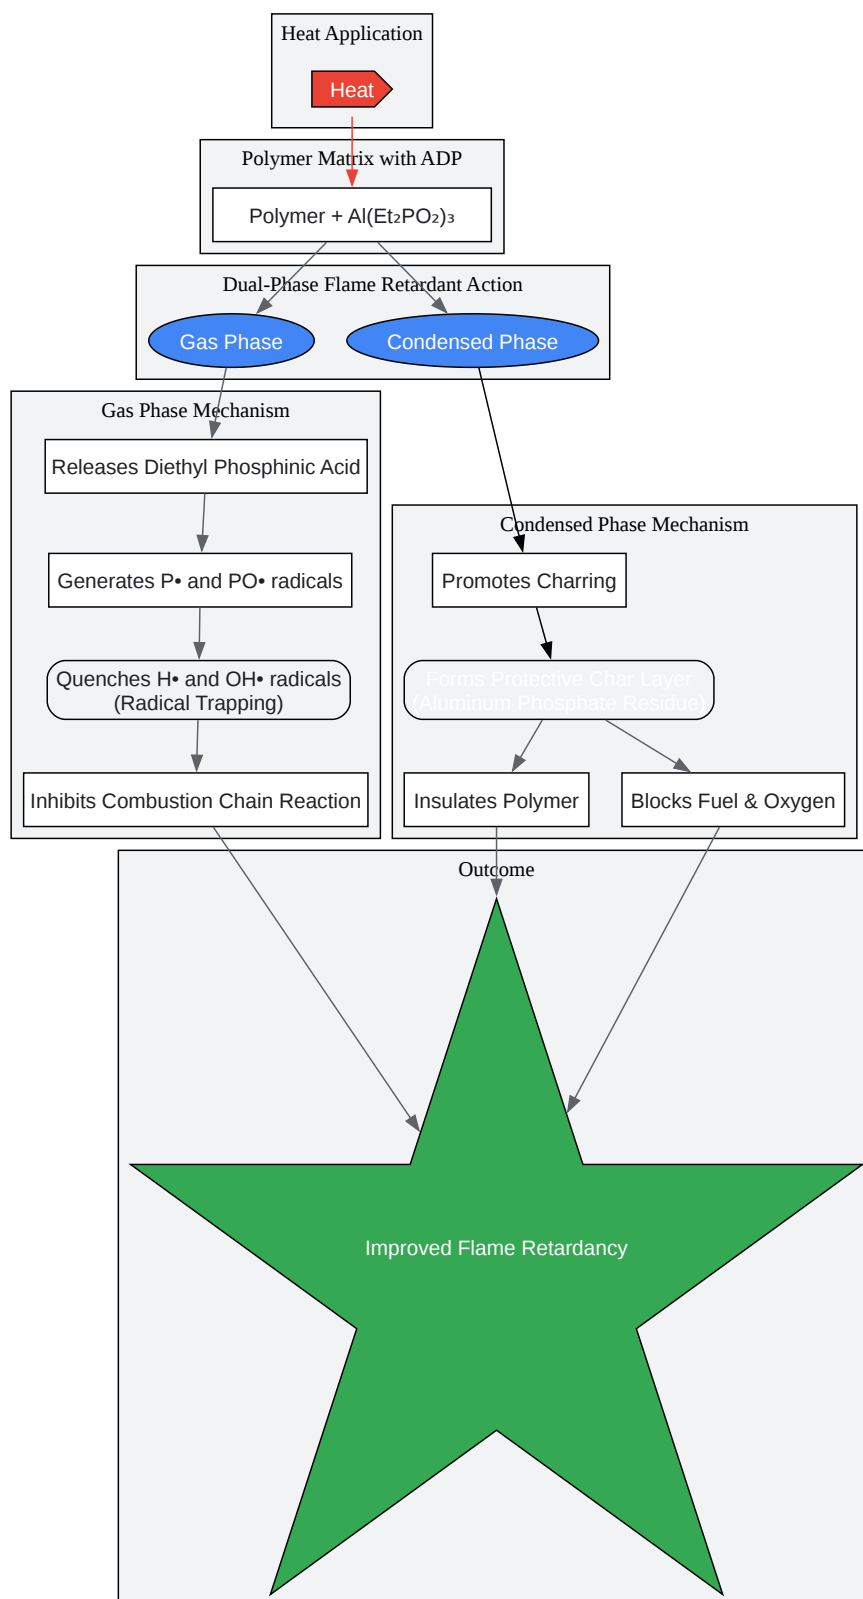 Heat Application
Heat
Polymer Matrix with ADP
Polymer + Al(Et₂PO₂)₃
Dual-Phase Flame Retardant Action
Gas Phase
Condensed Phase
Gas Phase Mechanism
Releases Diethyl Phosphinic Acid
Generates P• and PO• radicals
Quenches H• and OH• radicals
(Radical Trapping)
Inhibits Combustion Chain Reaction
Condensed Phase Mechanism
Promotes Charring
Forms Protective Char Layer
(Aluminum Phosphate Residue)
Insulates Polymer
Blocks Fuel & Oxygen
Outcome
Improved Flame Retardancy